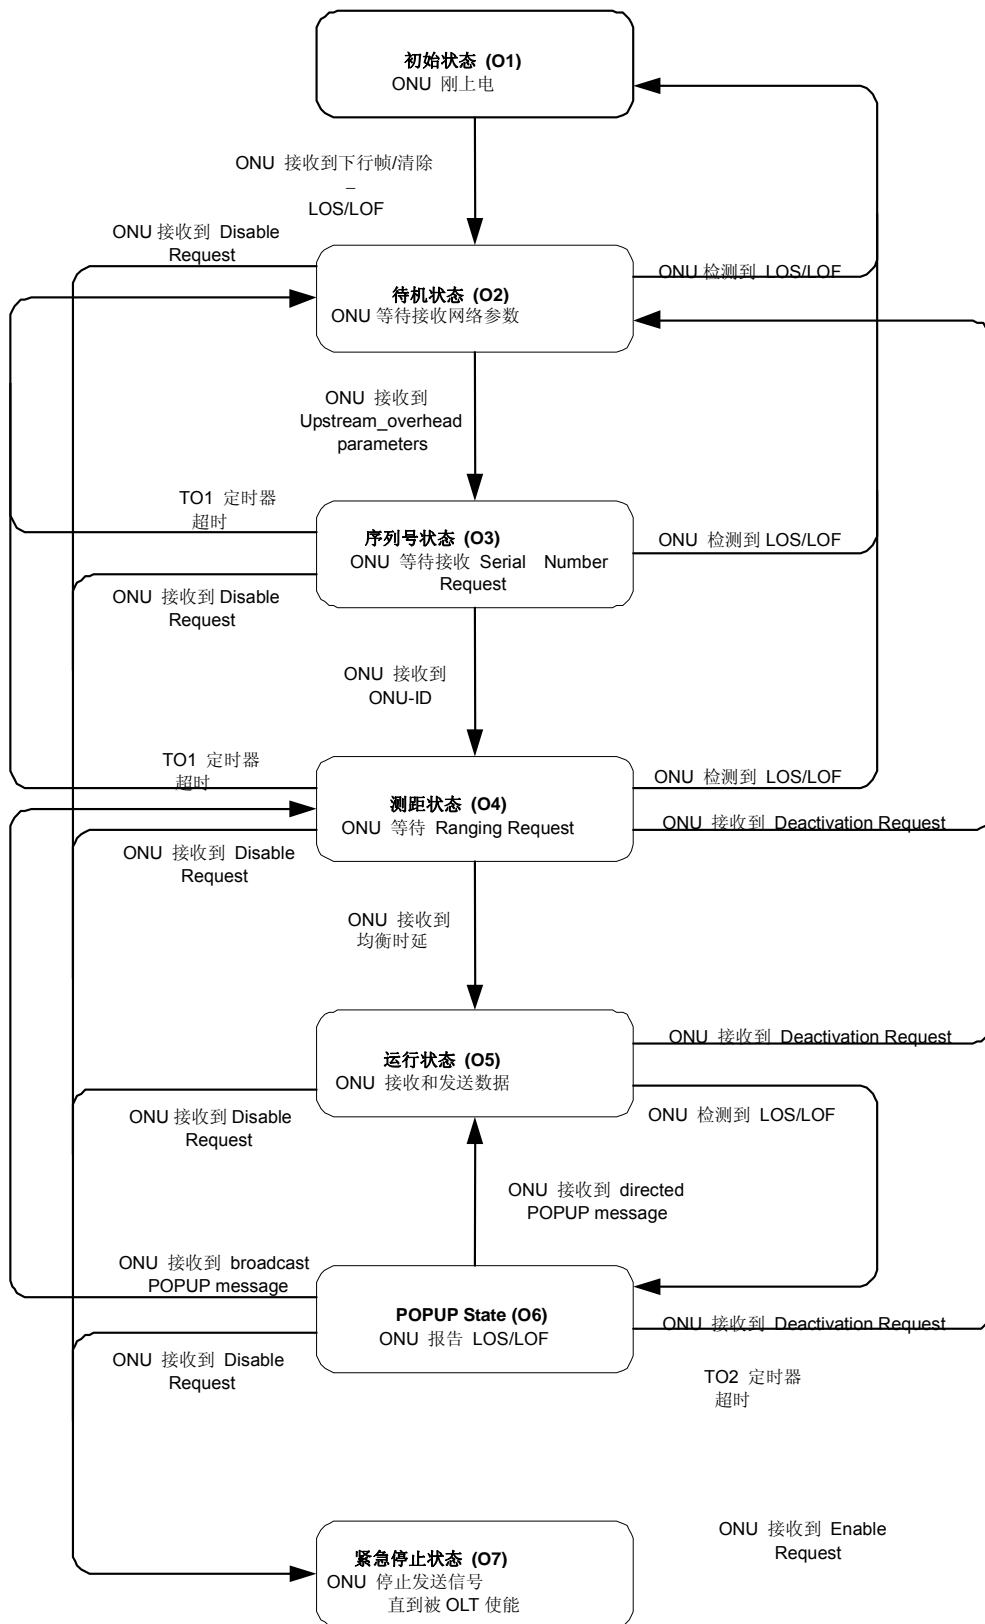 初始状态 (O1)
ONU 刚上电
ONU 接收到下行帧/清除
–
LOS/LOF
ONU 接收到 Disable
Request
待机状态 (O2)
ONU 等待接收网络参数
ONU 检测到 LOS/LOF
ONU 接收到
Upstream_overhead
parameters
TO1 定时器
超时
序列号状态 (O3)
ONU 等待接收 Serial Number
Request
ONU 检测到 LOS/LOF
ONU 接收到 Disable
Request
ONU 接收到
ONU-ID
TO1 定时器
超时
测距状态 (O4)
ONU 等待 Ranging Request
ONU 检测到 LOS/LOF
ONU 接收到 Deactivation Request
ONU 接收到 Disable
Request
ONU 接收到
均衡时延
运行状态 (O5)
ONU 接收和发送数据
ONU 接收到 Deactivation Request
ONU 接收到 Disable
Request
ONU 检测到 LOS/LOF
ONU 接收到 directed
POPUP message
ONU 接收到 broadcast
POPUP message
POPUP State (O6)
ONU 报告 LOS/LOF
ONU 接收到 Deactivation Request
ONU 接收到 Disable
Request
TO2 定时器
超时
ONU 接收到 Enable
Request
紧急停止状态 (O7)
ONU 停止发送信号
直到被 OLT 使能